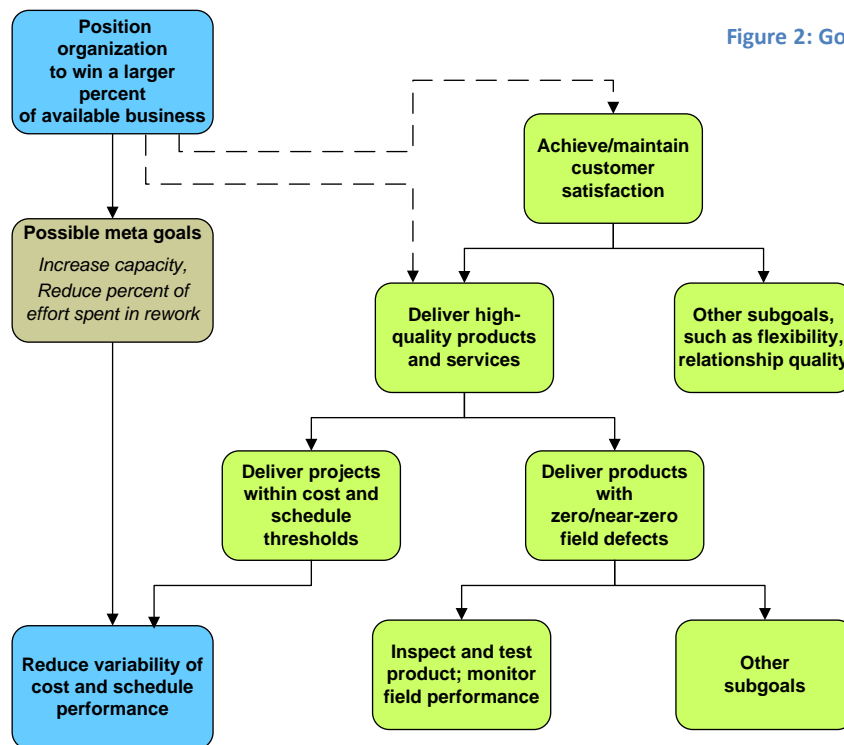 Position
organization
to win a larger
percent
of available business
Figure 2: Go
Achieve/maintain
customer
satisfaction
Possible meta goals
Increase capacity,
Reduce percent of
effort spent in rework
Deliver high-
quality products
and services
Other subgoals,
such as flexibility,
relationship quality
Deliver projects
within cost and
schedule
thresholds
Deliver products
with
zero/near-zero
field defects
Reduce variability of
cost and schedule
performance
Inspect and test
product; monitor
field performance
Other
subgoals